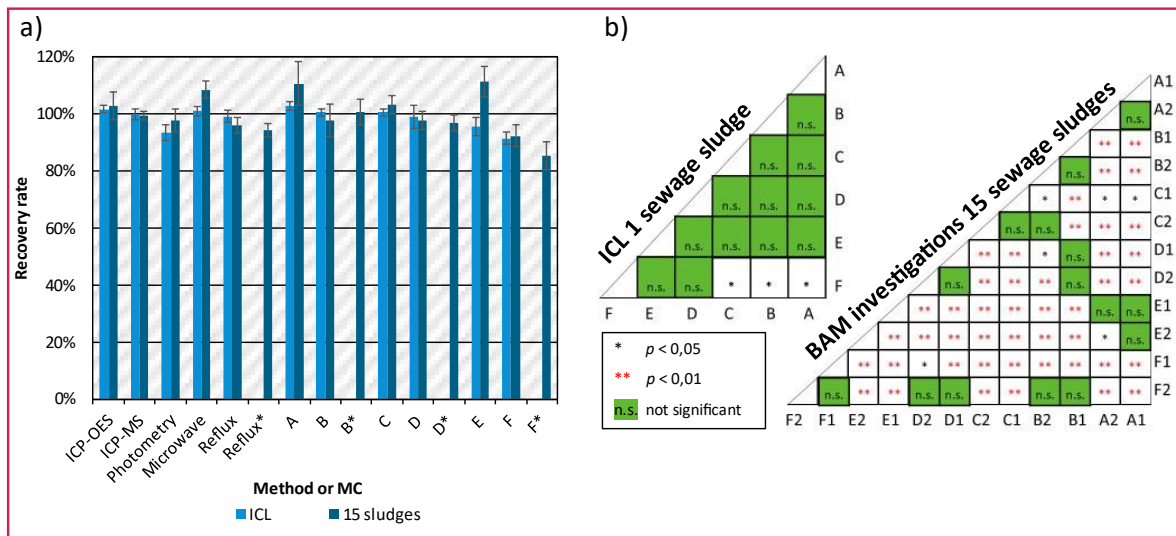 a)
120%
100%
80%
60%
40%
20%
0%
Recovery rate
ICP-OES ICP-MS Photometry Microwave Reflux Reflux* A B B* C D D* E F F*
Method or MC
ICL 15 sludges
b)
ICL 1 sewage sludge
A
n.s. B
n.s. n.s. C
n.s. n.s. n.s. D
n.s. n.s. n.s. n.s. E
n.s. n.s. * * * F
F E D C B A
* p < 0,05
** p < 0,01
n.s. not significant
BAM investigations 15 sewage sludges
A1
n.s. A2
** ** B1
n.s. ** ** B2
* ** * * C1
n.s. n.s. ** ** ** C2
** ** * n.s. ** ** D1
n.s. ** ** ** n.s. ** ** D2
** ** ** ** ** ** n.s. n.s. E1
** ** ** ** ** ** ** * n.s. E2
** ** * ** ** ** ** ** ** ** F1
n.s. ** ** n.s. n.s. ** ** n.s. n.s. ** ** F2
F2 F1 E2 E1 D2 D1 C2 C1 B2 B1 A2 A1